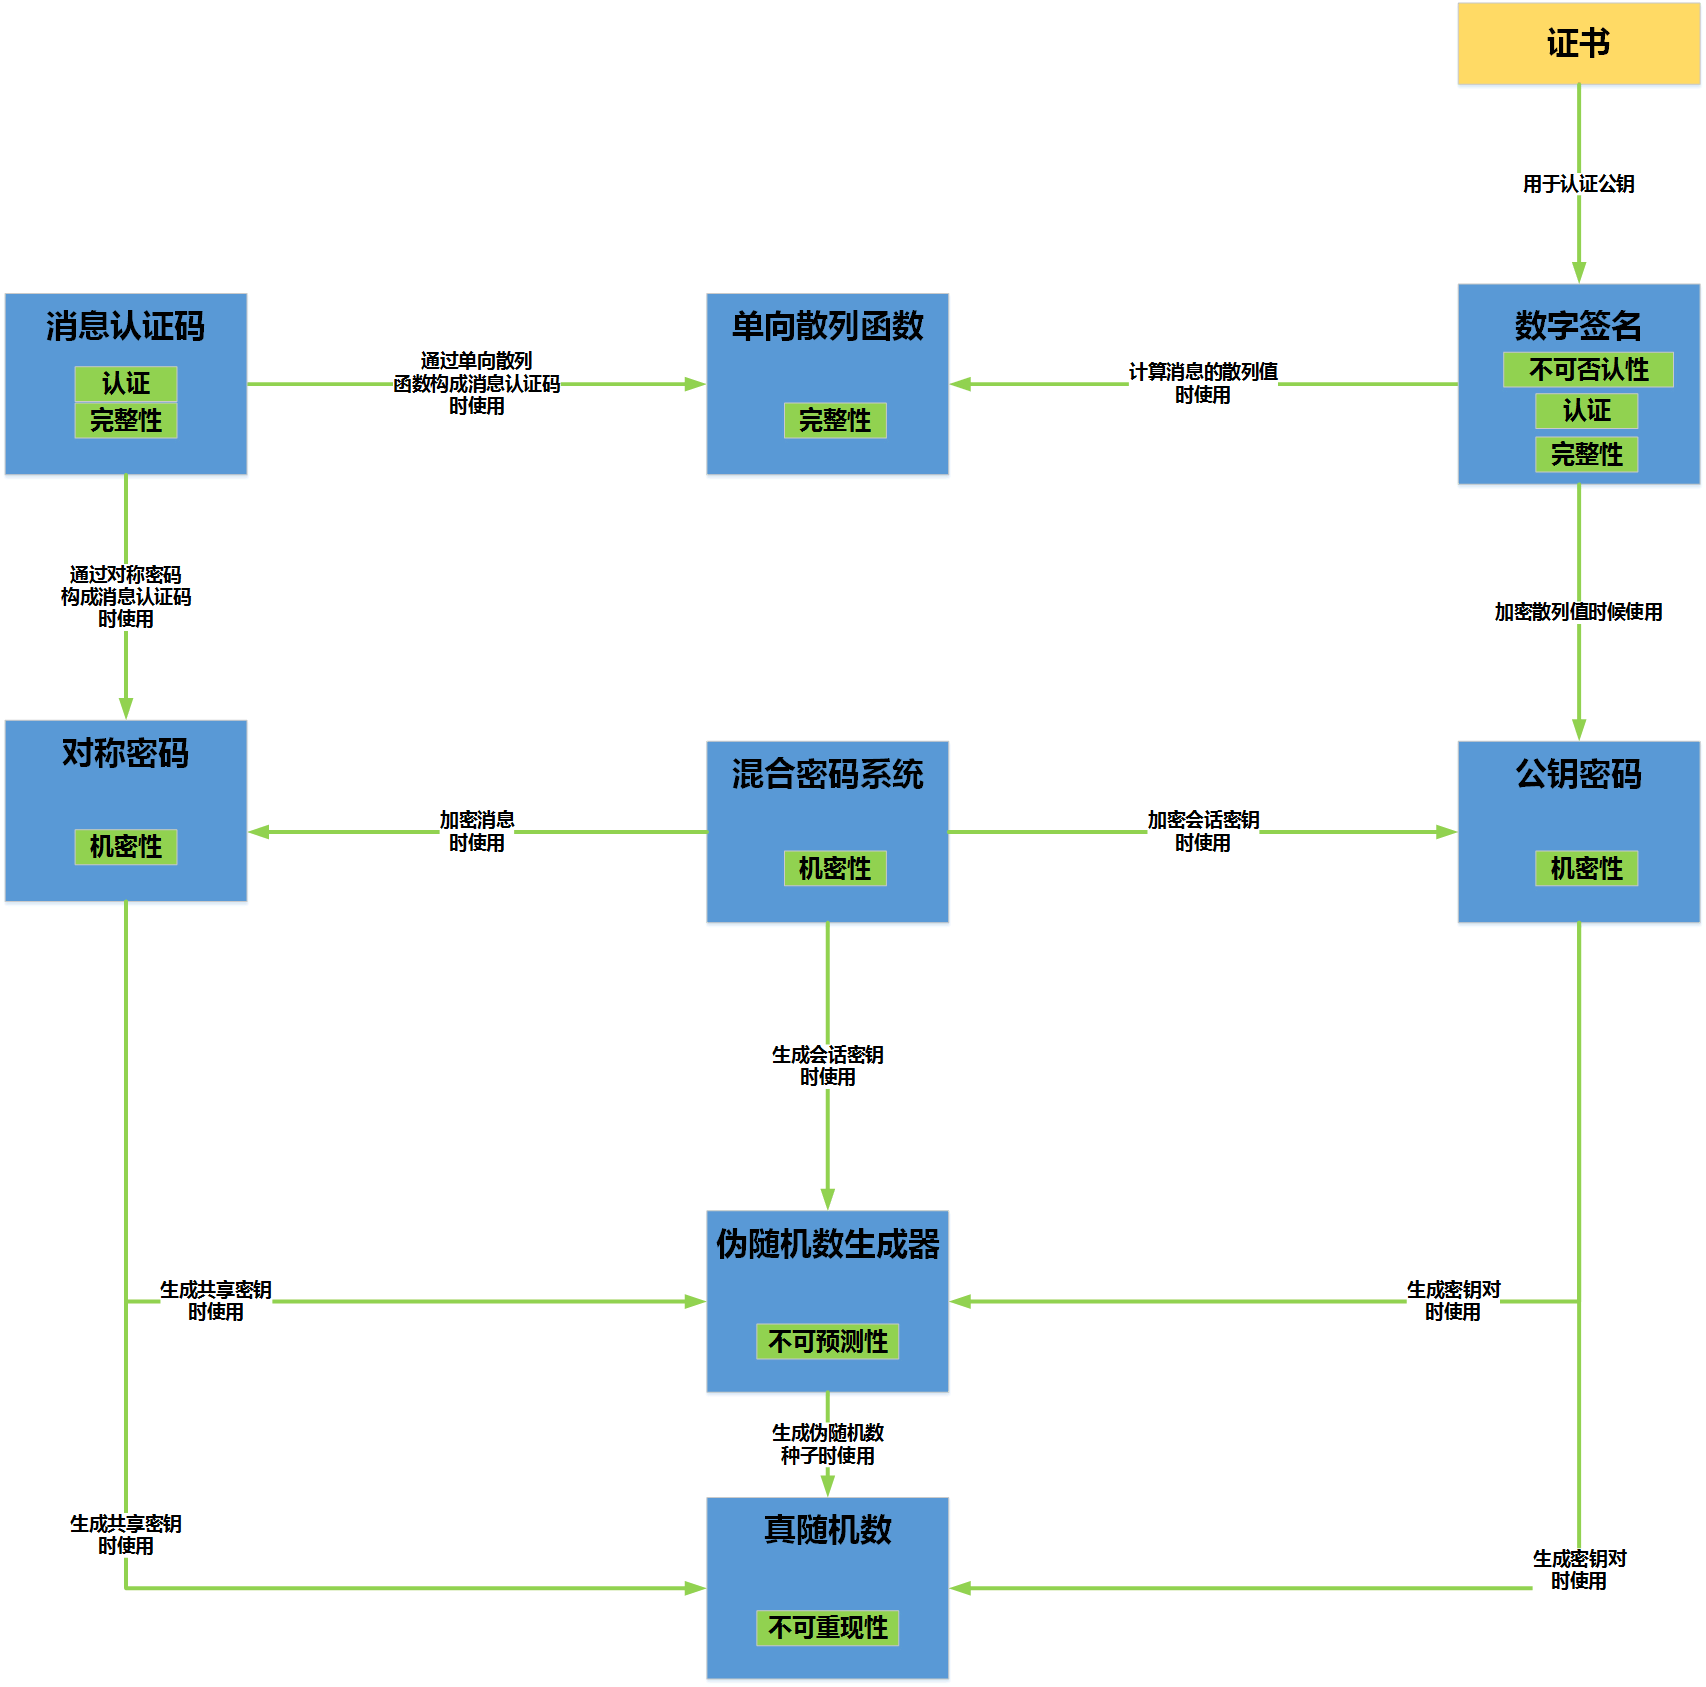 证书
用于认证公钥
消息认证码
认证
完整性
通过单向散列
函数构成消息认证码
时使用
单向散列函数
完整性
计算消息的散列值
时使用
数字签名
不可否认性
认证
完整性
通过对称密码
构成消息认证码
时使用
加密散列值时候使用
对称密码
机密性
加密消息
时使用
混合密码系统
机密性
加密会话密钥
时使用
公钥密码
机密性
生成会话密钥
时使用
生成共享密钥
时使用
伪随机数生成器
不可预测性
生成密钥对
时使用
生成伪随机数
种子时使用
生成共享密钥
时使用
真随机数
不可重现性
生成密钥对
时使用